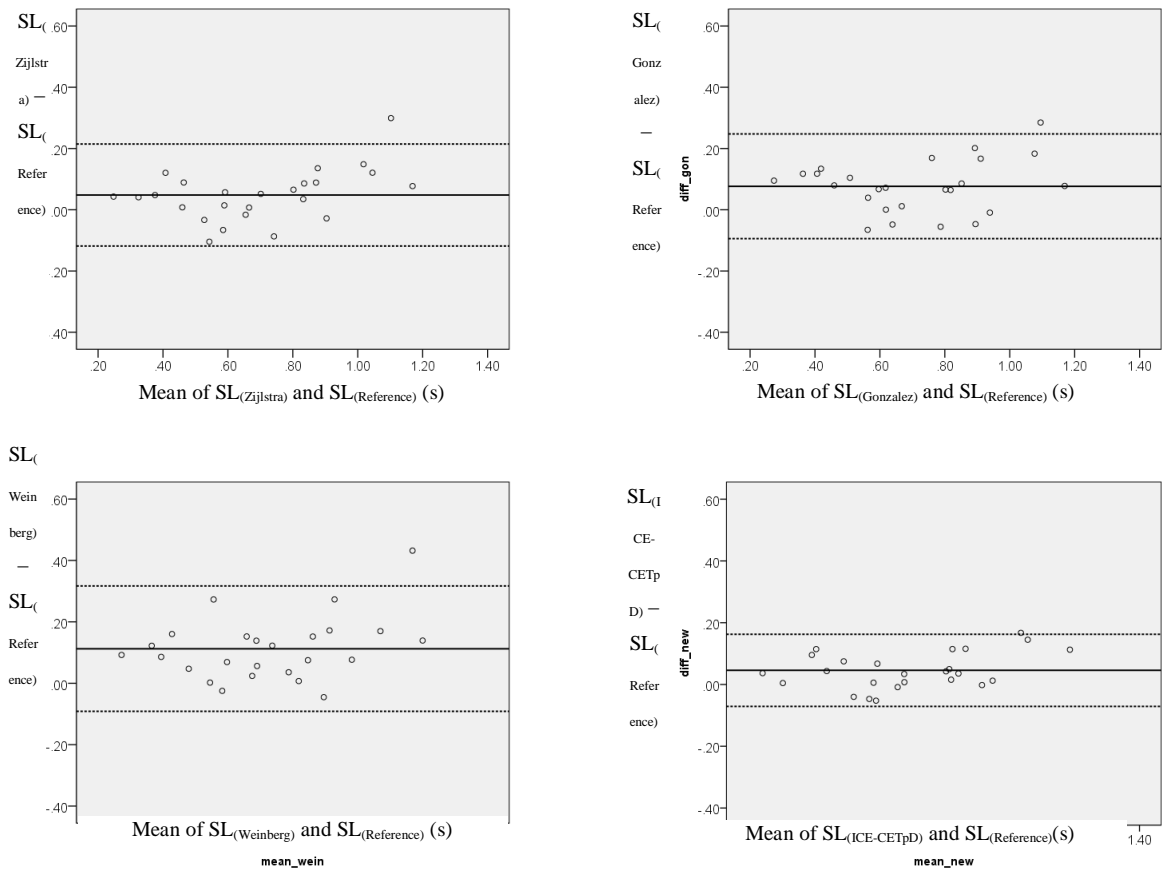 SL(
Zijlstr
a) —
SL(
Refer
ence)
.60
.40
.20
.00
.20
.40
.20 .40 .60 .80 1.00 1.20 1.40
Mean of SL(Zijlstra) and SL(Reference) (s)
SL(
Gonz
alez)
—
SL(
Refer
ence)
diff_gon
.60
.40
.20
.00
-.20
-.40
.20 .40 .60 .80 1.00 1.20 1.40
Mean of SL(Gonzalez) and SL(Reference) (s)
SL(
Wein
berg)
—
SL(
Refer
ence)
.60
.40
.20
.00
-.20
-.40
Mean of SL(Weinberg) and SL(Reference) (s)
mean_wein
SL(I
CE-
CETp
D) —
SL(
Refer
ence)
diff_new
.60
.40
.20
.00
-.20
-.40
1.40
Mean of SL(ICE-CETpD) and SL(Reference)(s)
mean_new